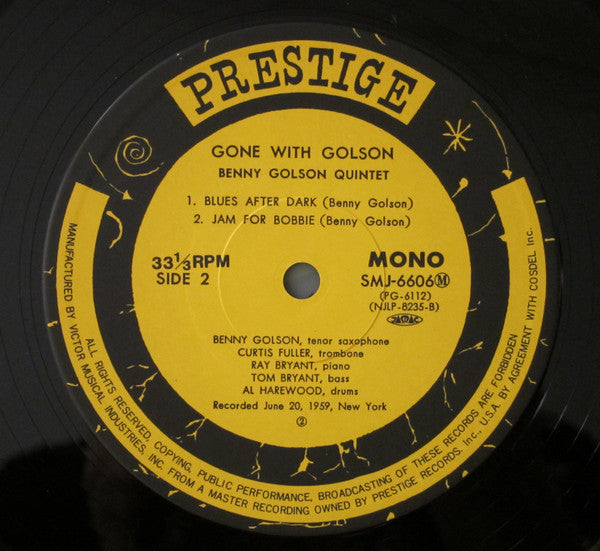 PRESTIGE
GONE WITH GOLSON
BENNY GOLSON QUINTET
1. BLUES AFTER DARK (Benny Golson)
2. JAM FOR BOBBIE (Benny Golson)
33⅓RPM
SIDE 2
MONO
SMJ-6606Ⓜ
(PG-6112)
(NJLP-8235-B)
JASRAC
BENNY GOLSON, tenor saxophone
CURTIS FULLER, trombone
RAY BRYANT, piano
TOM BRYANT, bass
AL HAREWOOD, drums
Recorded June 20, 1959, New York
②
ALL RIGHTS RESERVED, COPYING, PUBLIC PERFORMANCE, BROADCASTING OF THESE RECORDS ARE FORBIDDEN
MANUFACTURED BY VICTOR MUSICAL INDUSTRIES, INC. FROM A MASTER RECORDING OWNED BY PRESTIGE RECORDS, Inc., U.S.A. BY AGREEMENT WITH COSDEL Inc.